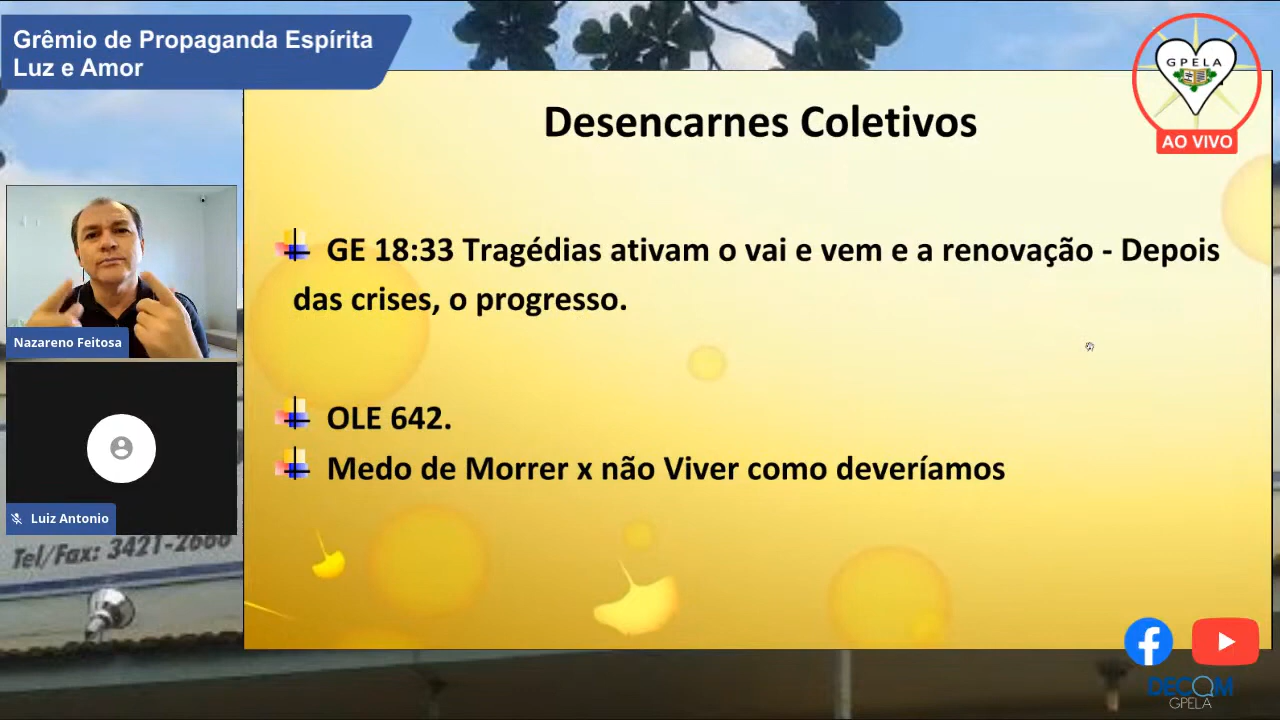 Grêmio de Propaganda Espírita
Luz e Amor
GPELA
AO VIVO
Desencarnes Coletivos
GE 18:33 Tragédias ativam o vai e vem e a renovação - Depois
das crises, o progresso.
OLE 642.
Medo de Morrer x não Viver como deveríamos
Nazareno Feitosa
Luiz Antonio
Tel/Fax: 3421-2668
DECOM
GPELA